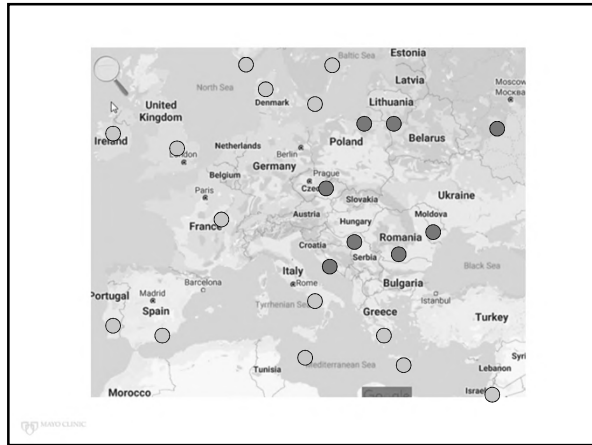 Baltic Sea
Estonia
Latvia
Moscow
Москва
North Sea
Denmark
Lithuania
United
Kingdom
Ireland
London
Netherlands
Berlin
Poland
Belarus
Belgium
Germany
Prague
Czech
Paris
Slovakia
Ukraine
Austria
Hungary
Moldova
France
Croatia
Romania
Serbia
Italy
Rome
Bulgaria
Black Sea
Barcelona
Madrid
Spain
Portugal
Tyrrhenian Sea
Istanbul
Greece
Turkey
Tunisia
Mediterranean Sea
Lebanon
Syri
Israel
Morocco
Google
MAYO CLINIC